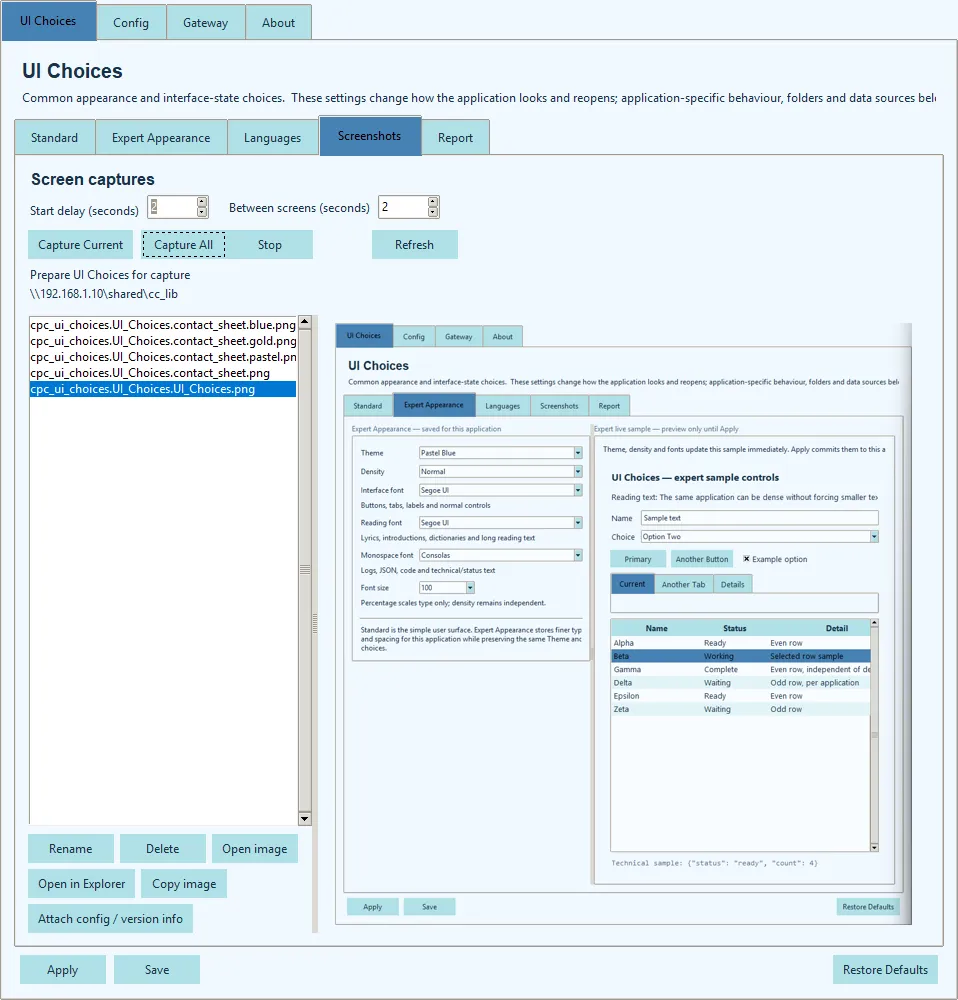 UI Choices Config Gateway About
UI Choices
Common appearance and interface-state choices. These settings change how the application looks and reopens; application-specific behaviour, folders and data sources belo
Standard Expert Appearance Languages Screenshots Report
Screen captures
Start delay (seconds) 2 Between screens (seconds) 2
Capture Current Capture All Stop Refresh
Prepare UI Choices for capture
\\192.168.1.10\shared\cc_lib
cpc_ui_choices.UI_Choices.contact_sheet.blue.png
cpc_ui_choices.UI_Choices.contact_sheet.gold.png
cpc_ui_choices.UI_Choices.contact_sheet.pastel.pn
cpc_ui_choices.UI_Choices.contact_sheet.png
cpc_ui_choices.UI_Choices.UI_Choices.png
UI Choices Config Gateway About
UI Choices
Common appearance and interface-state choices. These settings change how the application looks and reopens; application-specific behaviour, folders and data sources belo
Standard Expert Appearance Languages Screenshots Report
Expert Appearance — saved for this application
Theme Pastel Blue
Density Normal
Interface font Segoe UI
Buttons, tabs, labels and normal controls
Reading font Segoe UI
Lyrics, introductions, dictionaries and long reading text
Monospace font Consolas
Logs, JSON, code and technical/status text
Font size 100
Percentage scales type only; density remains independent.
Standard is the simple user surface. Expert Appearance stores finer typ
and spacing for this application while preserving the same Theme and
choices.
Expert live sample — preview only until Apply
Theme, density and fonts update this sample immediately. Apply commits them to this a
UI Choices — expert sample controls
Reading text: The same application can be dense without forcing smaller tex
Name Sample text
Choice Option Two
Primary Another Button Example option
Current Another Tab Details
Name Status Detail
Alpha Ready Even row
Beta Working Selected row sample
Gamma Complete Even row, independent of de
Delta Waiting Odd row, per application
Epsilon Ready Even row
Zeta Waiting Odd row
Technical sample: {"status": "ready", "count": 4}
Apply Save Restore Defaults
Rename Delete Open image
Open in Explorer Copy image
Attach config / version info
Apply Save Restore Defaults